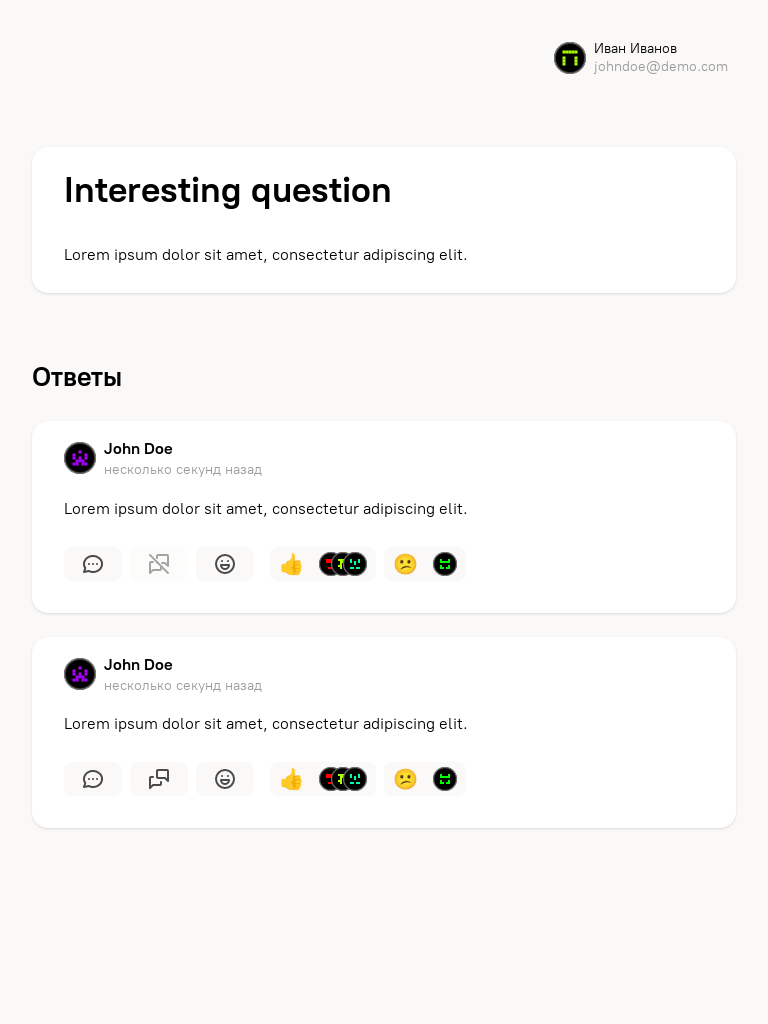 Иван Иванов
johndoe@demo.com
Interesting question
Lorem ipsum dolor sit amet, consectetur adipiscing elit.
Ответы
John Doe
несколько секунд назад
Lorem ipsum dolor sit amet, consectetur adipiscing elit.
John Doe
несколько секунд назад
Lorem ipsum dolor sit amet, consectetur adipiscing elit.